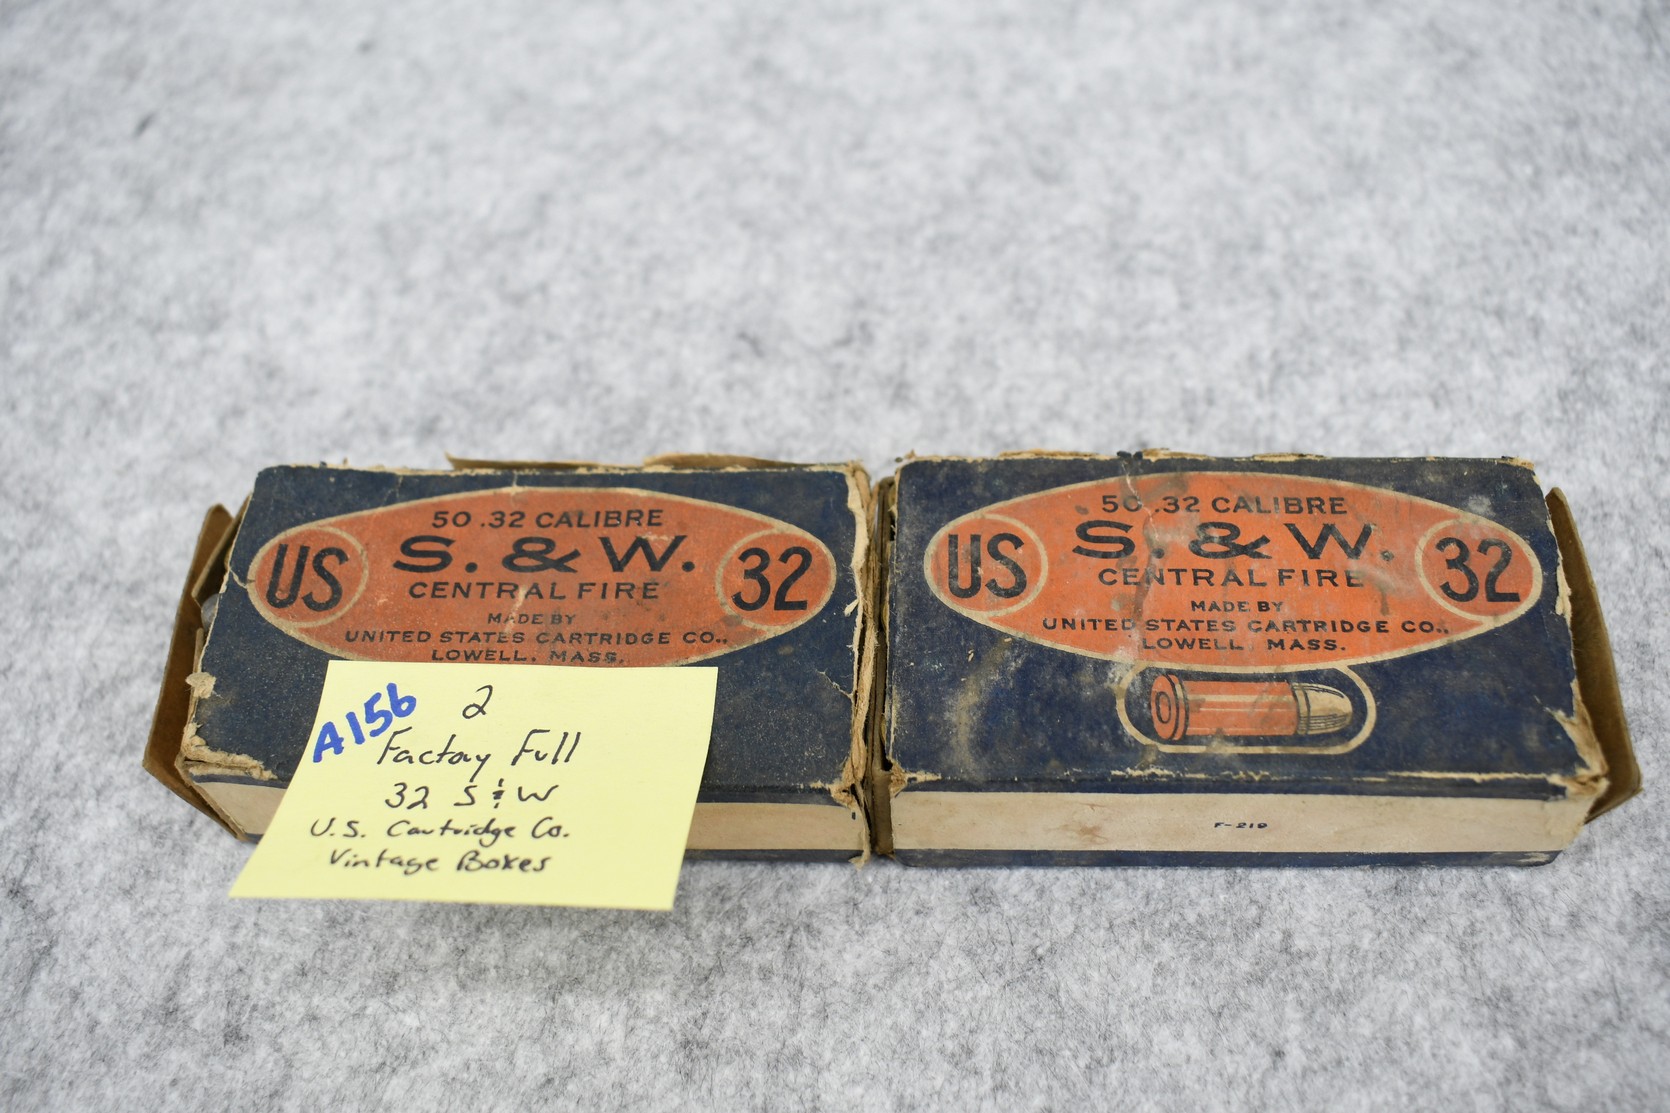 50 .32 CALIBRE
S. & W.
CENTRAL FIRE
US
32
MADE BY
UNITED STATES CARTRIDGE CO.,
LOWELL, MASS.
A156
2
Factory Full
32 S & W
U.S. Cartridge Co.
Vintage Boxes
50 .32 CALIBRE
S. & W.
CENTRAL FIRE
US
32
MADE BY
UNITED STATES CARTRIDGE CO.,
LOWELL, MASS.
F-219